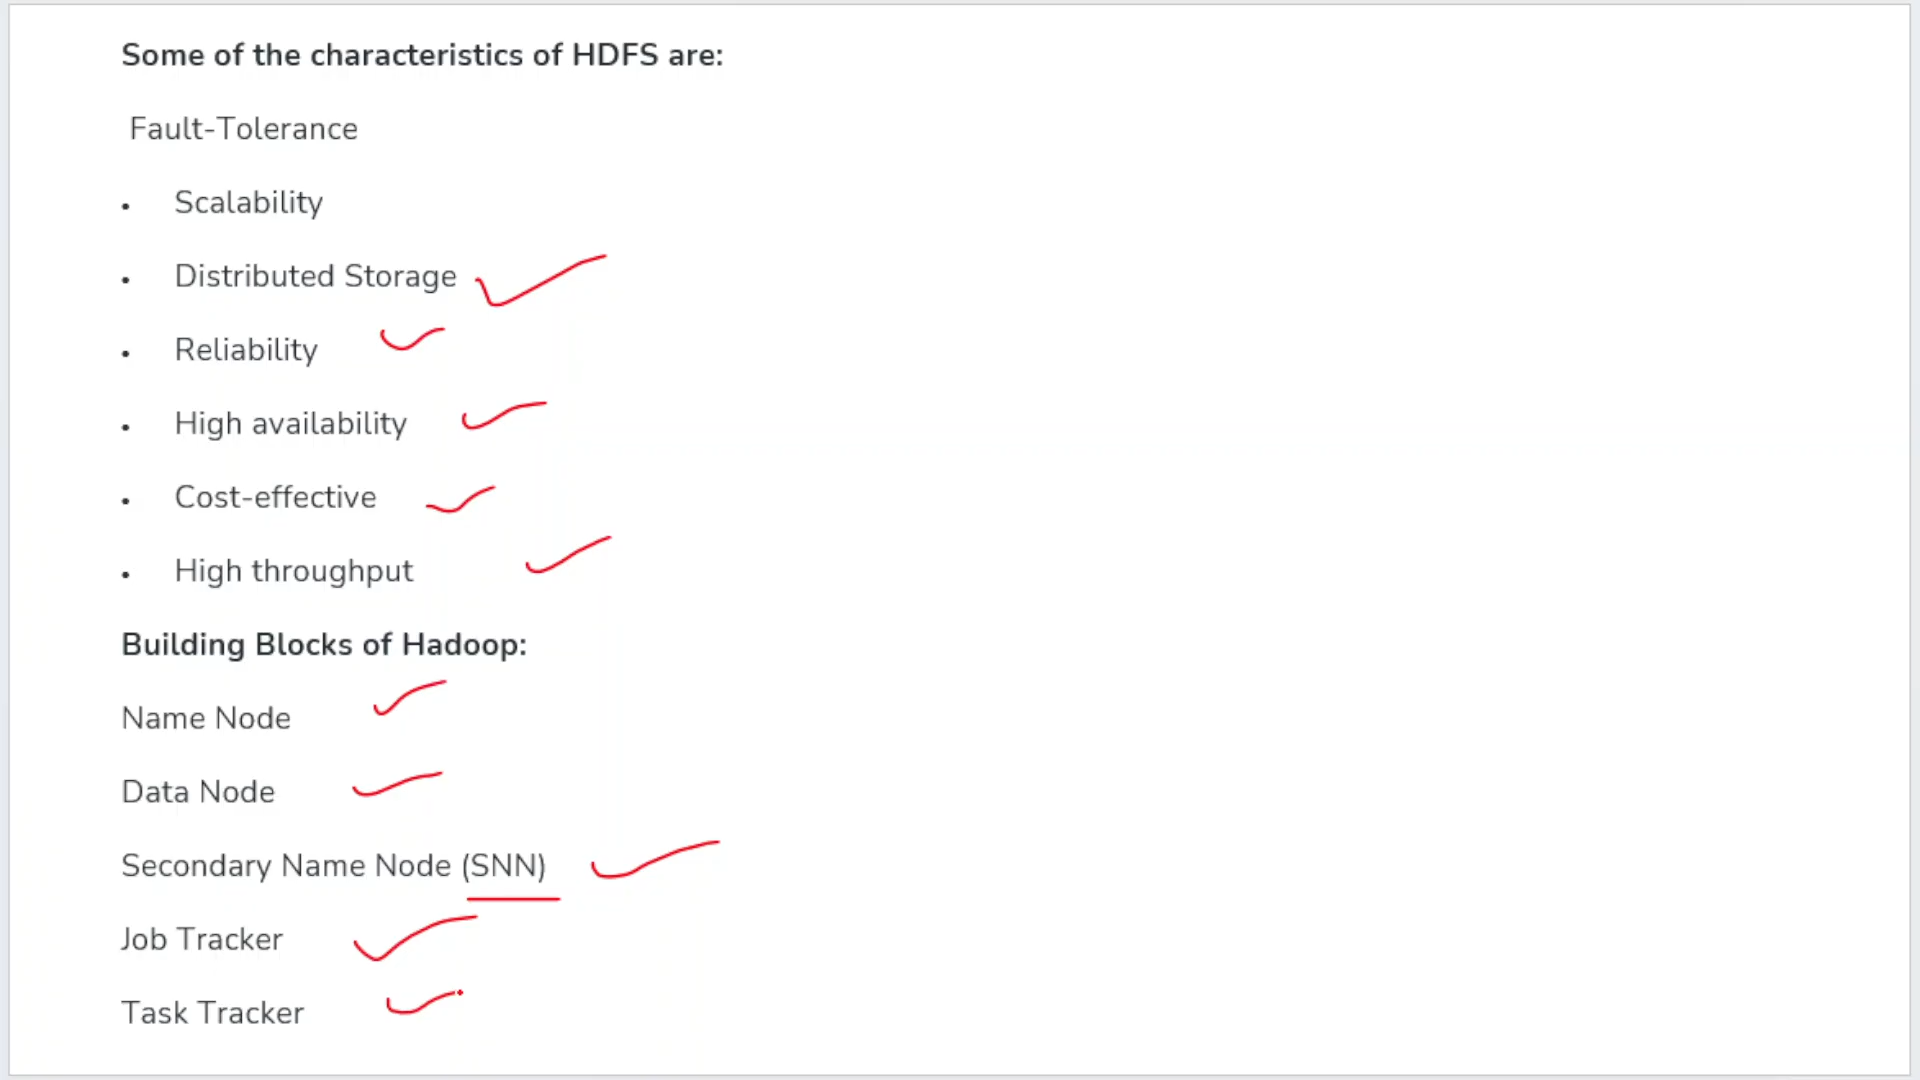 Some of the characteristics of HDFS are:
Fault-Tolerance
• Scalability
• Distributed Storage
• Reliability
• High availability
• Cost-effective
• High throughput
Building Blocks of Hadoop:
Name Node
Data Node
Secondary Name Node (SNN)
Job Tracker
Task Tracker